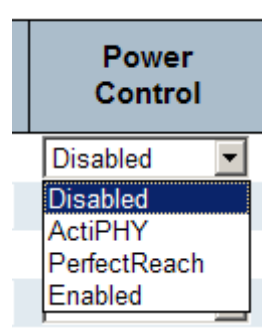 Power
Control
Disabled
Disabled
ActiPHY
PerfectReach
Enabled